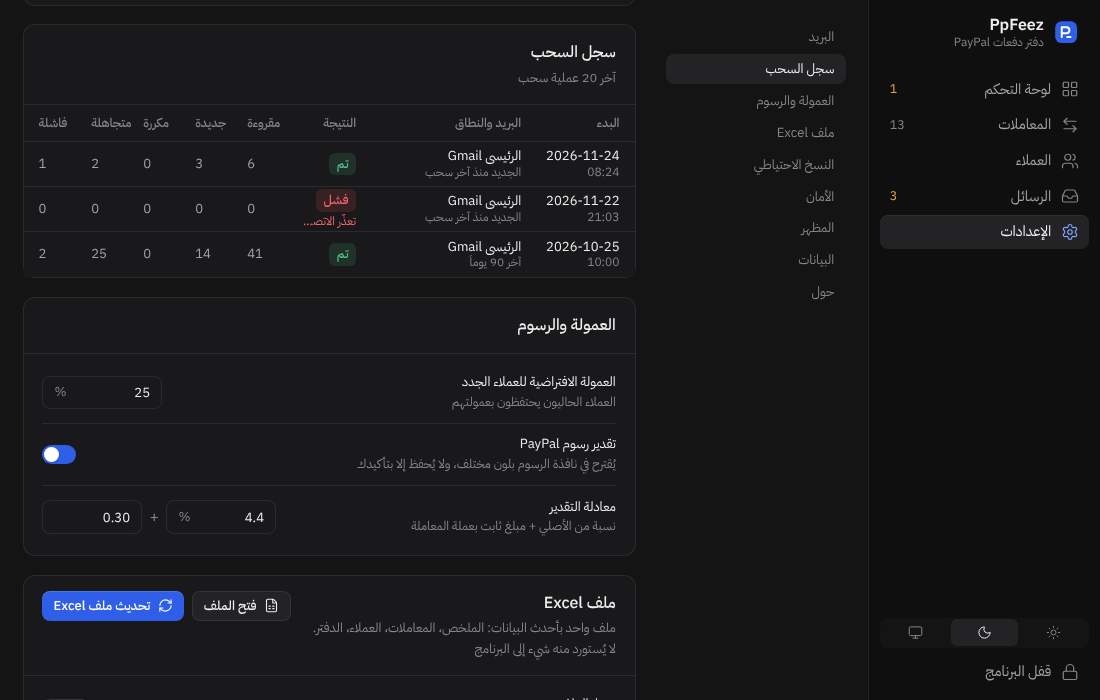 PpFeez
دفتر دفعات PayPal
لوحة التحكم 1
المعاملات 13
العملاء
الرسائل 3
الإعدادات
قفل البرنامج
البريد
سجل السحب
العمولة والرسوم
ملف Excel
النسخ الاحتياطي
الأمان
المظهر
البيانات
حول
سجل السحب
آخر 20 عملية سحب
البدء البريد والنطاق النتيجة مقروءة جديدة مكررة متجاهلة فاشلة
2026-11-24 الرئيسي Gmail تم 6 3 0 2 1
08:24 الجديد منذ آخر سحب
2026-11-22 الرئيسي Gmail فشل 0 0 0 0 0
21:03 الجديد منذ آخر سحب تعذّر الاتصـ...
2026-10-25 الرئيسي Gmail تم 41 14 0 25 2
10:00 آخر 90 يوماً
العمولة والرسوم
العمولة الافتراضية للعملاء الجدد
العملاء الحاليون يحتفظون بعمولتهم
25 %
تقدير رسوم PayPal
يُقترح في نافذة الرسوم بلون مختلف، ولا يُحفظ إلا بتأكيدك
معادلة التقدير
نسبة من الأصلي + مبلغ ثابت بعملة المعاملة
4.4 % + 0.30
ملف Excel
فتح الملف
تحديث ملف Excel
ملف واحد بأحدث البيانات: الملخص، المعاملات، العملاء، الدفتر.
لا يُستورد منه شيء إلى البرنامج